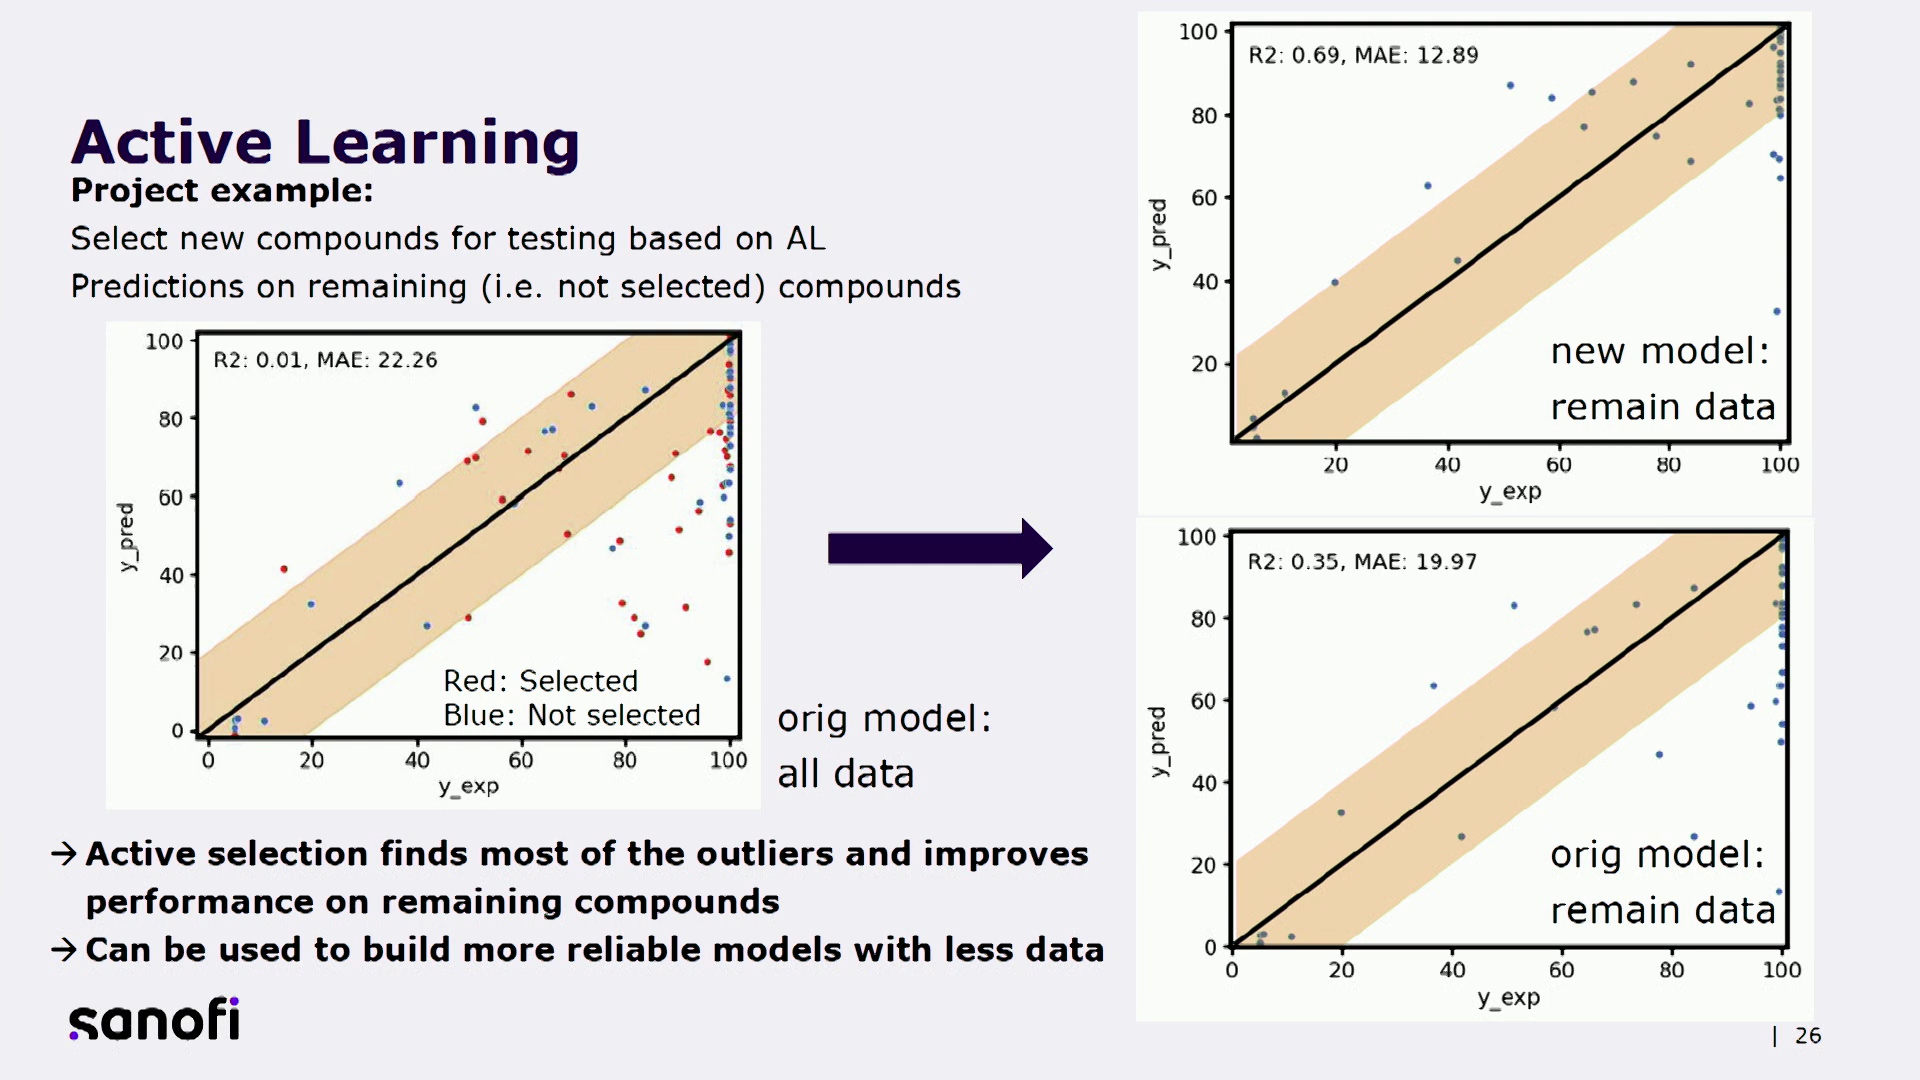 Active Learning
Project example:
Select new compounds for testing based on AL
Predictions on remaining (i.e. not selected) compounds
R2: 0.01, MAE: 22.26
100
80
60
40
20
0
y_pred
0 20 40 60 80 100
y_exp
Red: Selected
Blue: Not selected
orig model:
all data
R2: 0.69, MAE: 12.89
100
80
60
40
20
y_pred
20 40 60 80 100
y_exp
new model:
remain data
R2: 0.35, MAE: 19.97
100
80
60
40
20
0
y_pred
0 20 40 60 80 100
y_exp
orig model:
remain data
→ Active selection finds most of the outliers and improves
performance on remaining compounds
→ Can be used to build more reliable models with less data
sanofi
| 26